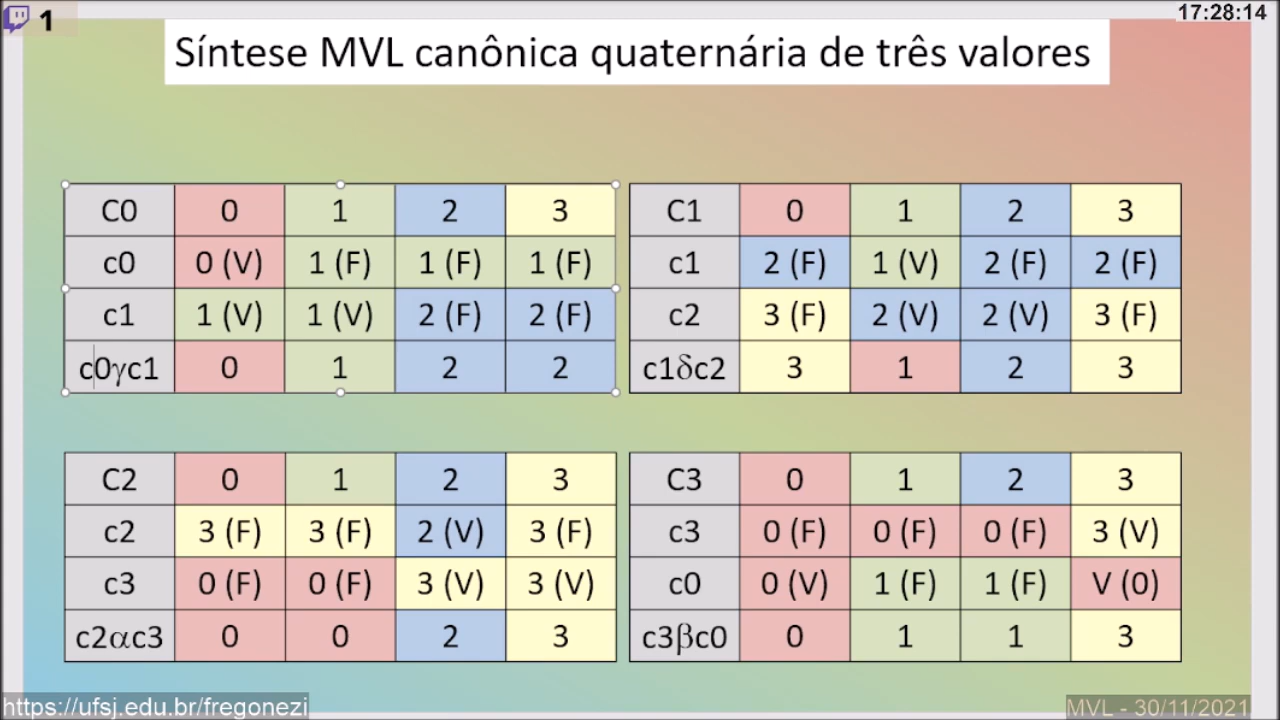 1
17:28:14
Síntese MVL canônica quaternária de três valores
C0 0 1 2 3
c0 0 (V) 1 (F) 1 (F) 1 (F)
c1 1 (V) 1 (V) 2 (F) 2 (F)
c0γc1 0 1 2 2
C1 0 1 2 3
c1 2 (F) 1 (V) 2 (F) 2 (F)
c2 3 (F) 2 (V) 2 (V) 3 (F)
c1δc2 3 1 2 3
C2 0 1 2 3
c2 3 (F) 3 (F) 2 (V) 3 (F)
c3 0 (F) 0 (F) 3 (V) 3 (V)
c2αc3 0 0 2 3
C3 0 1 2 3
c3 0 (F) 0 (F) 0 (F) 3 (V)
c0 0 (V) 1 (F) 1 (F) V (0)
c3βc0 0 1 1 3
https://ufsj.edu.br/fregonezi
MVL - 30/11/2021